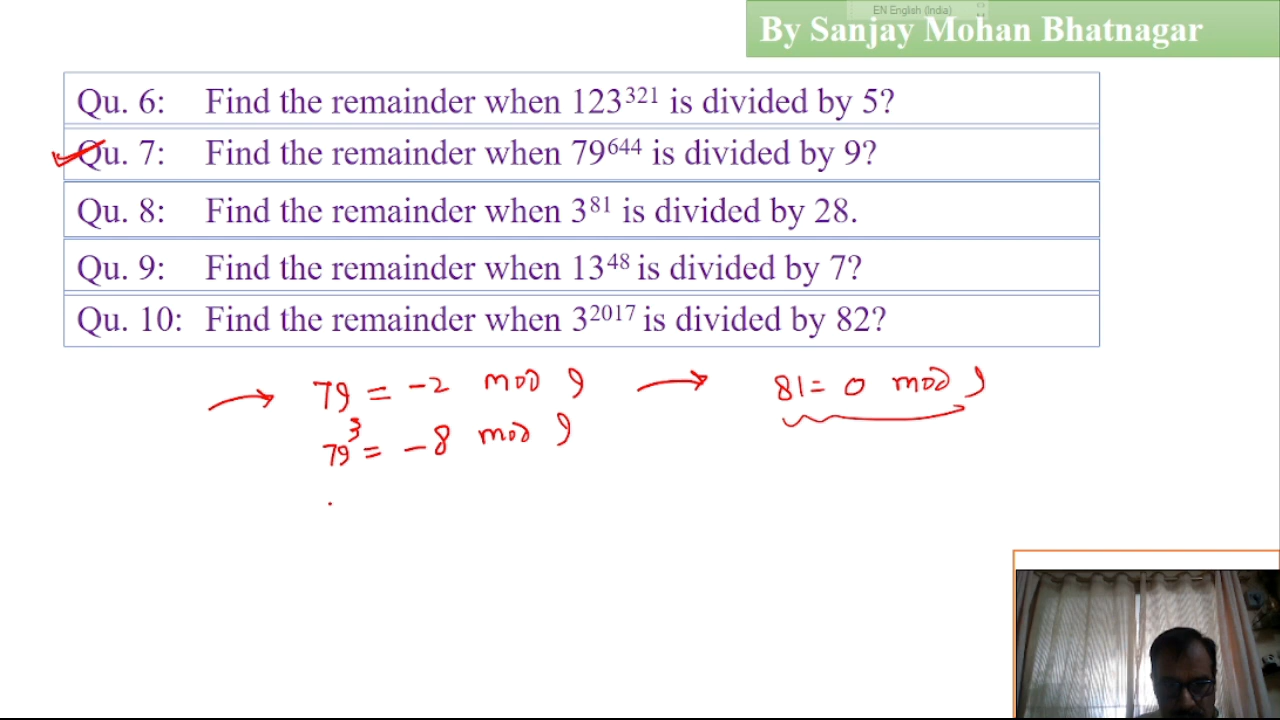 EN English (India)
By Sanjay Mohan Bhatnagar
Qu. 6: Find the remainder when 123³²¹ is divided by 5?
Qu. 7: Find the remainder when 79⁶⁴⁴ is divided by 9?
Qu. 8: Find the remainder when 3⁸¹ is divided by 28.
Qu. 9: Find the remainder when 13⁴⁸ is divided by 7?
Qu. 10: Find the remainder when 3²⁰¹⁷ is divided by 82?
→ 79 = -2 mod 9 → 81 = 0 mod 9
79³ = -8 mod 9